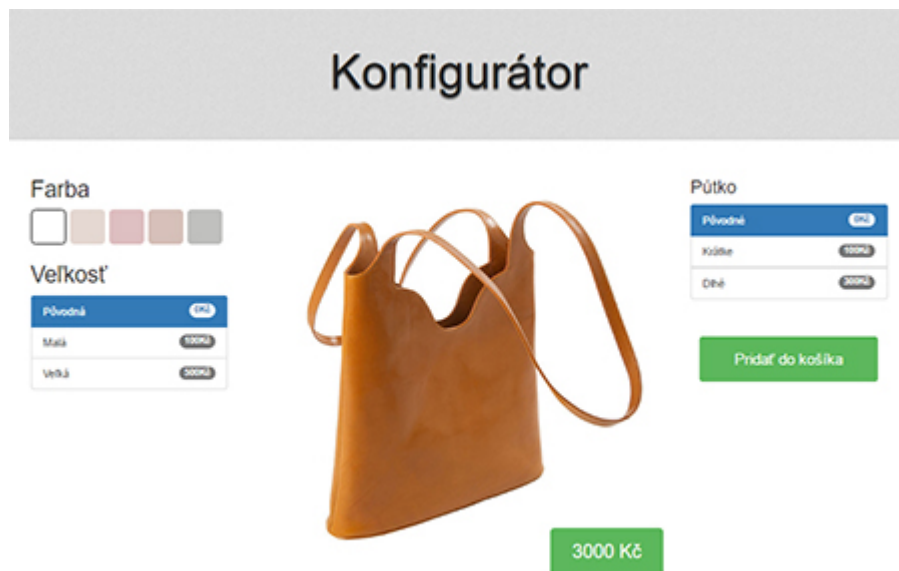 Konfigurátor
Farba
Veľkosť
Pôvodná 0Kč
Malá 100Kč
Veľká 500Kč
Pútko
Pôvodné 0Kč
Krátke 100Kč
Dlhé 300Kč
Pridať do košíka
3000 Kč